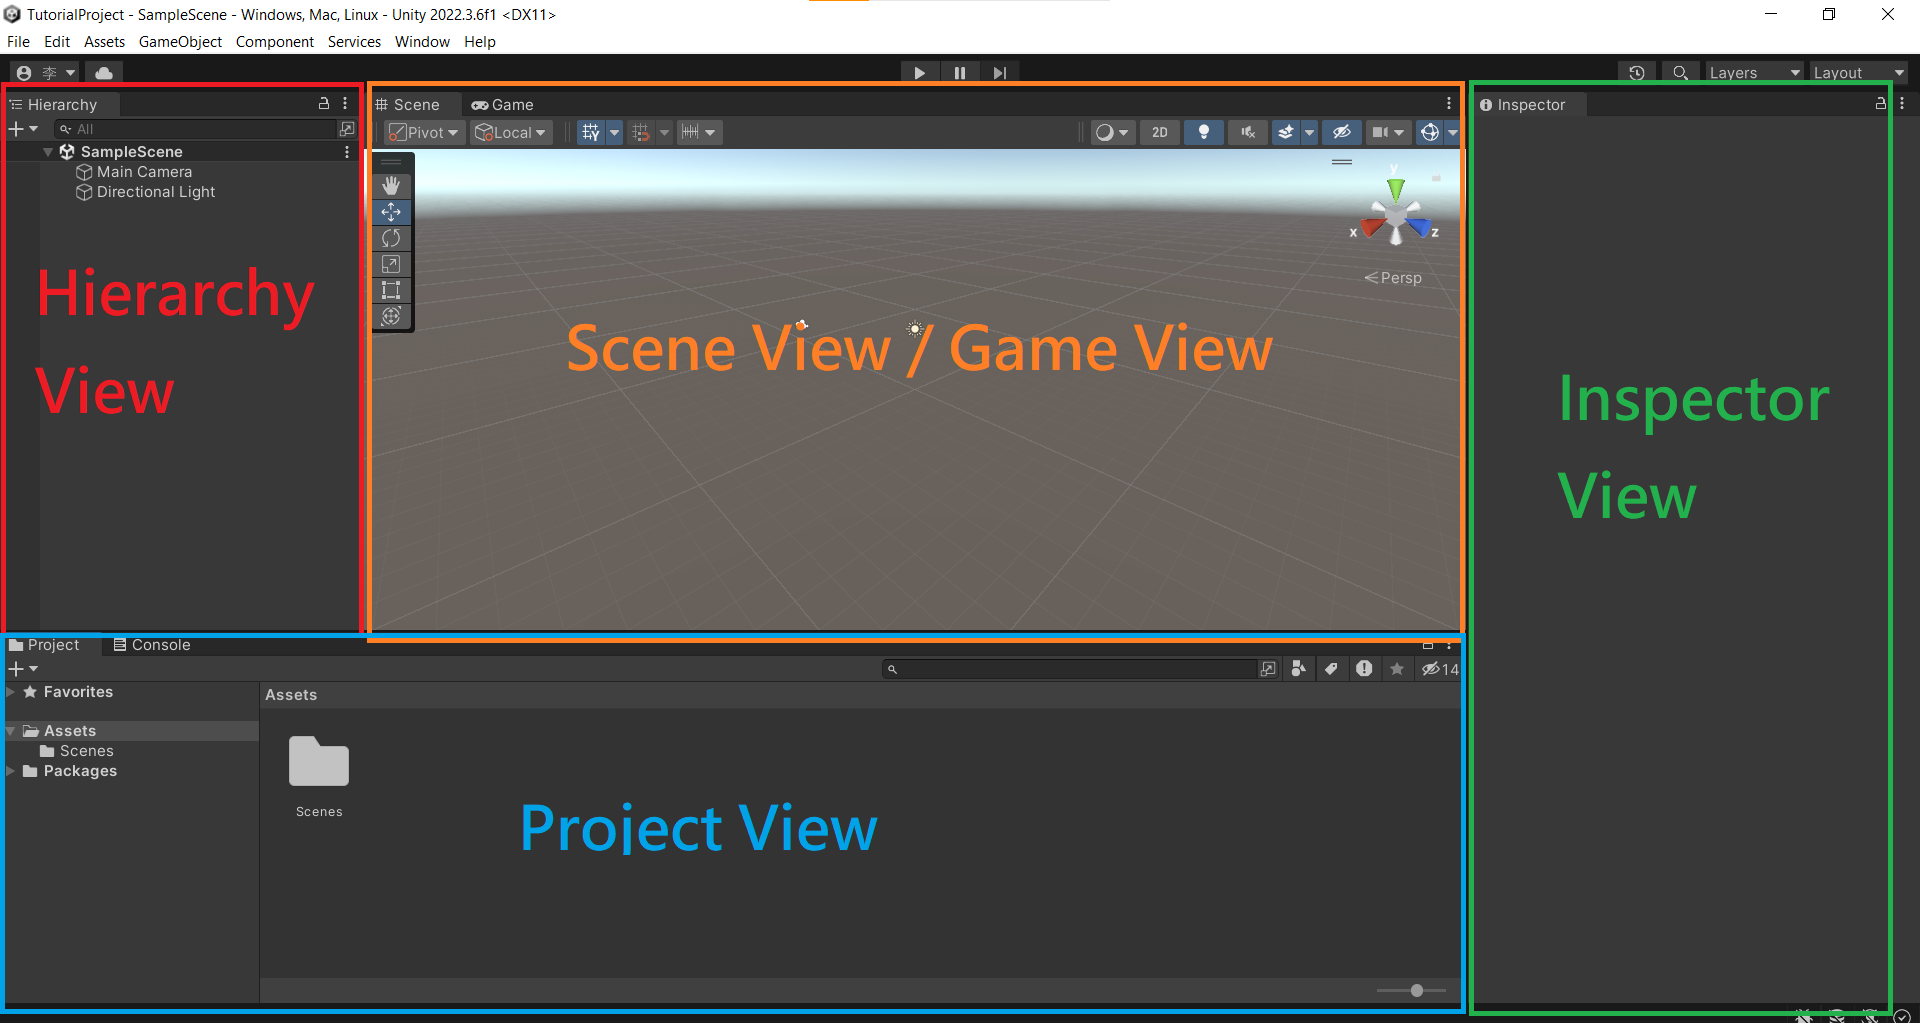 TutorialProject - SampleScene - Windows, Mac, Linux - Unity 2022.3.6f1 <DX11>
File Edit Assets GameObject Component Services Window Help
李
Layers
Layout
Hierarchy
All
SampleScene
Main Camera
Directional Light
Hierarchy
View
Scene
Game
Pivot
Local
2D
y
x
z
Persp
Scene View / Game View
Inspector
Inspector
View
Project
Console
14
Favorites
Assets
Scenes
Packages
Assets
Scenes
Project View